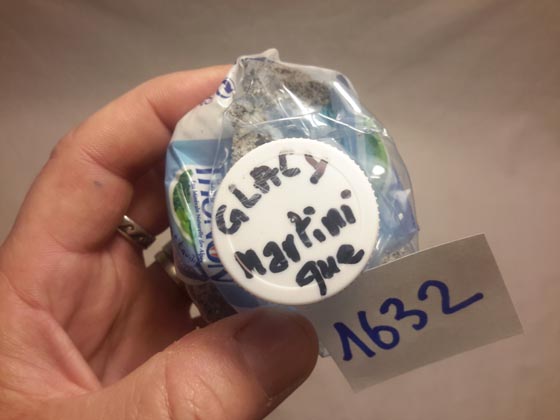 GLACY
Martini
que
1632